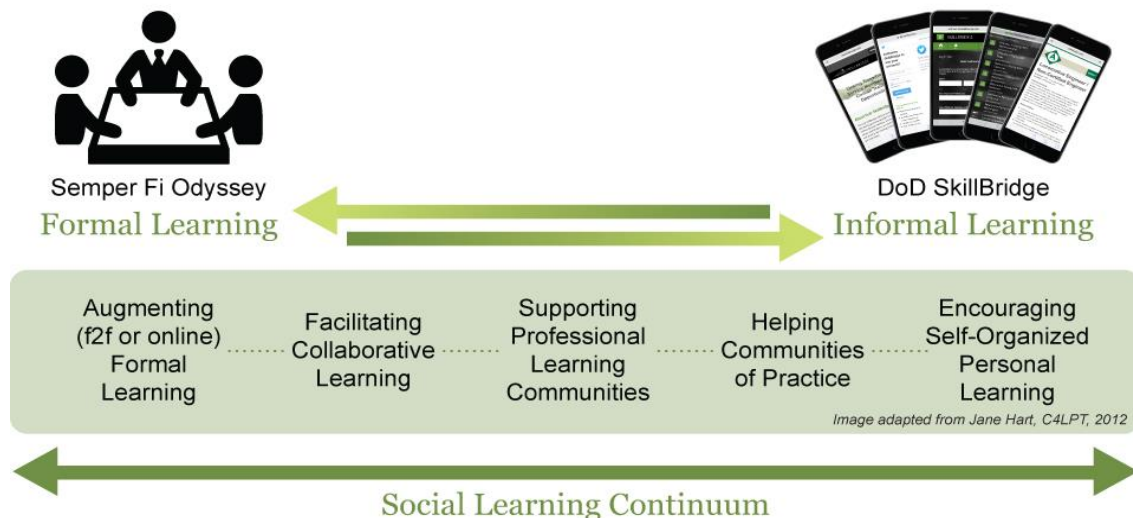 Semper Fi Odyssey
Formal Learning
DoD SkillBridge
Informal Learning
Augmenting
(f2f or online)
Formal
Learning
Facilitating
Collaborative
Learning
Supporting
Professional
Learning
Communities
Helping
Communities
of Practice
Encouraging
Self-Organized
Personal
Learning
Image adapted from Jane Hart, C4LPT, 2012
Social Learning Continuum